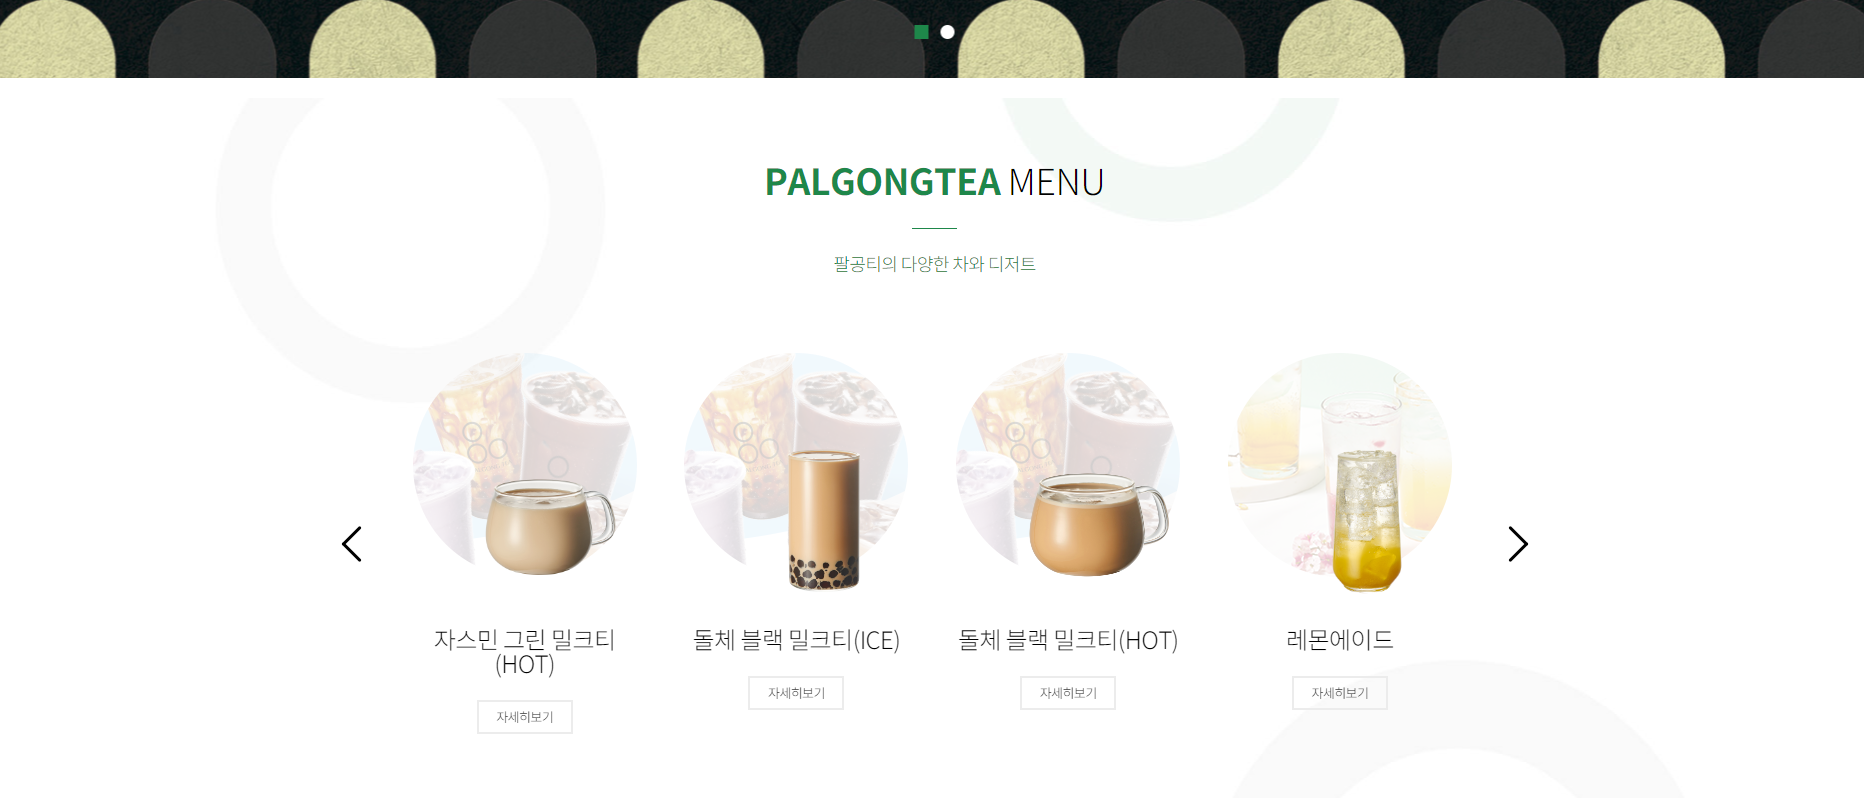 PALGONGTEA MENU
팔공티의 다양한 차와 디저트
자스민 그린 밀크티
(HOT)
자세히보기
돌체 블랙 밀크티(ICE)
자세히보기
돌체 블랙 밀크티(HOT)
자세히보기
레몬에이드
자세히보기